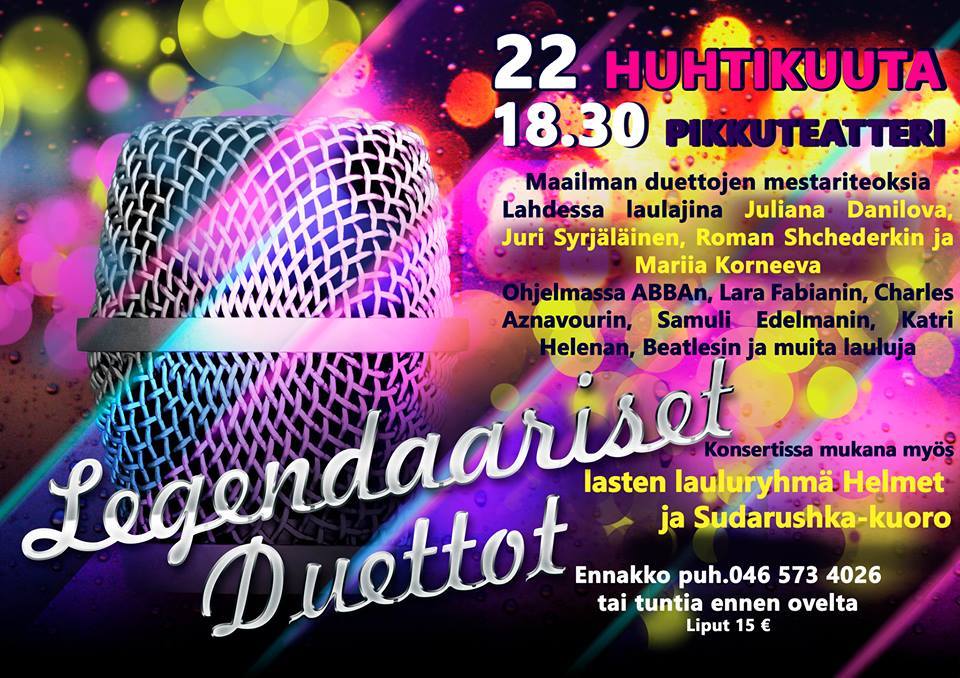 22 HUHTIKUUTA
18.30 PIKKUTEATTERI
Maailman duettojen mestariteoksia
Lahdessa laulajina Juliana Danilova,
Juri Syrjäläinen, Roman Shchederkin ja
Mariia Korneeva
Ohjelmassa ABBAn, Lara Fabianin, Charles
Aznavourin, Samuli Edelmanin, Katri
Helenan, Beatlesin ja muita lauluja
Legendaariset
Duettot
Konsertissa mukana myös
lasten lauluryhmä Helmet
ja Sudarushka-kuoro
Ennakko puh.046 573 4026
tai tuntia ennen ovelta
Liput 15 €